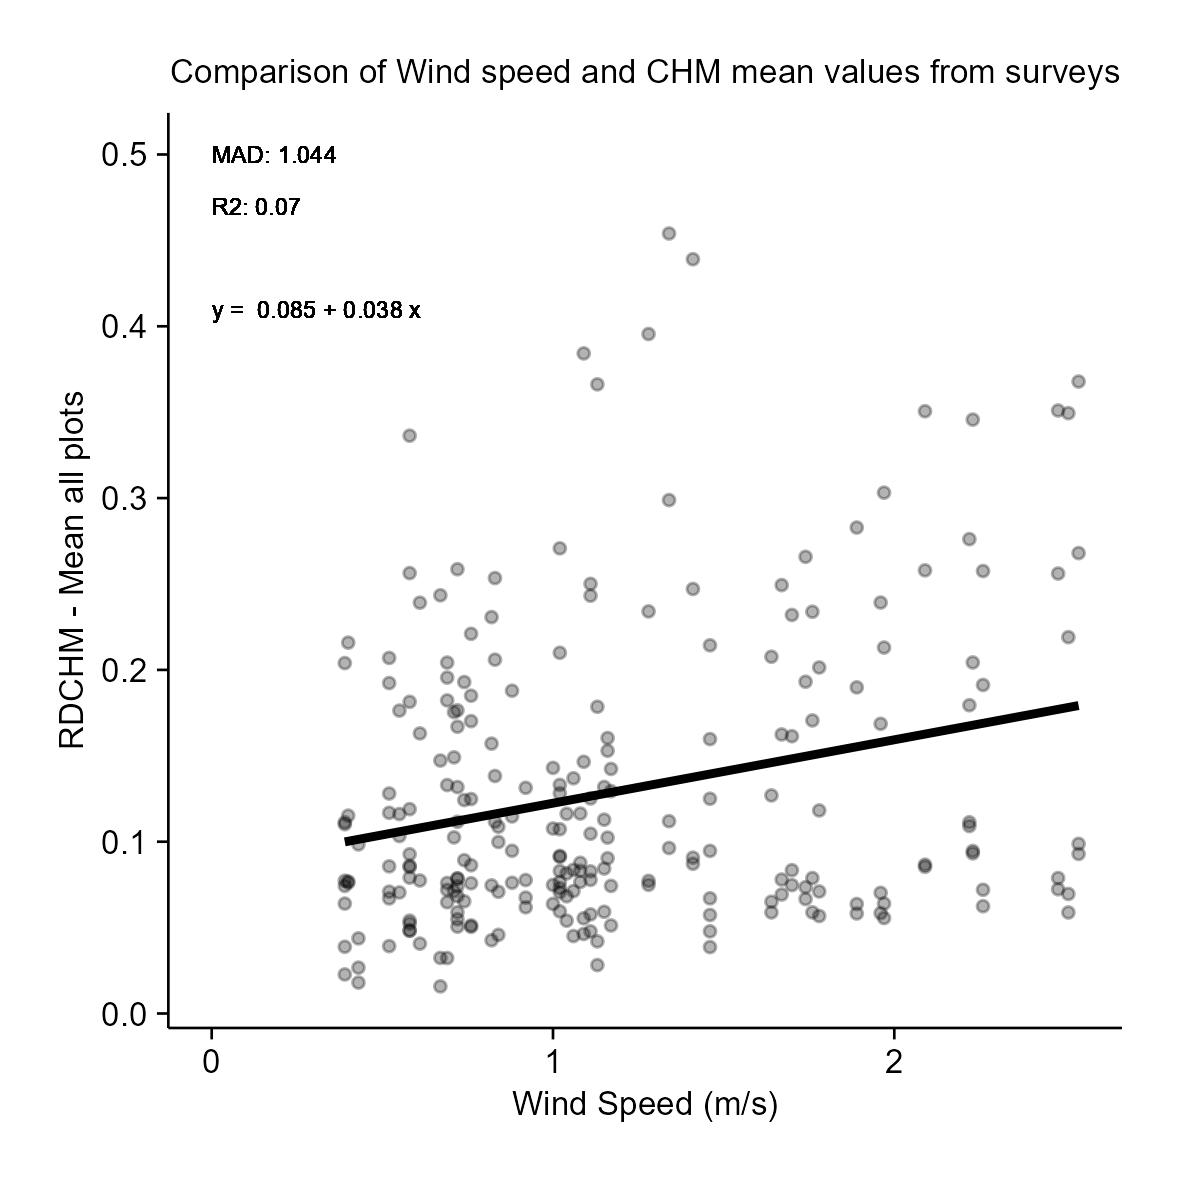 Comparison of Wind speed and CHM mean values from surveys
MAD: 1.044
R2: 0.07
y =  0.085 + 0.038 x
0.5
0.4
0.3
0.2
0.1
0.0
RDCHM - Mean all plots
0
1
2
Wind Speed (m/s)